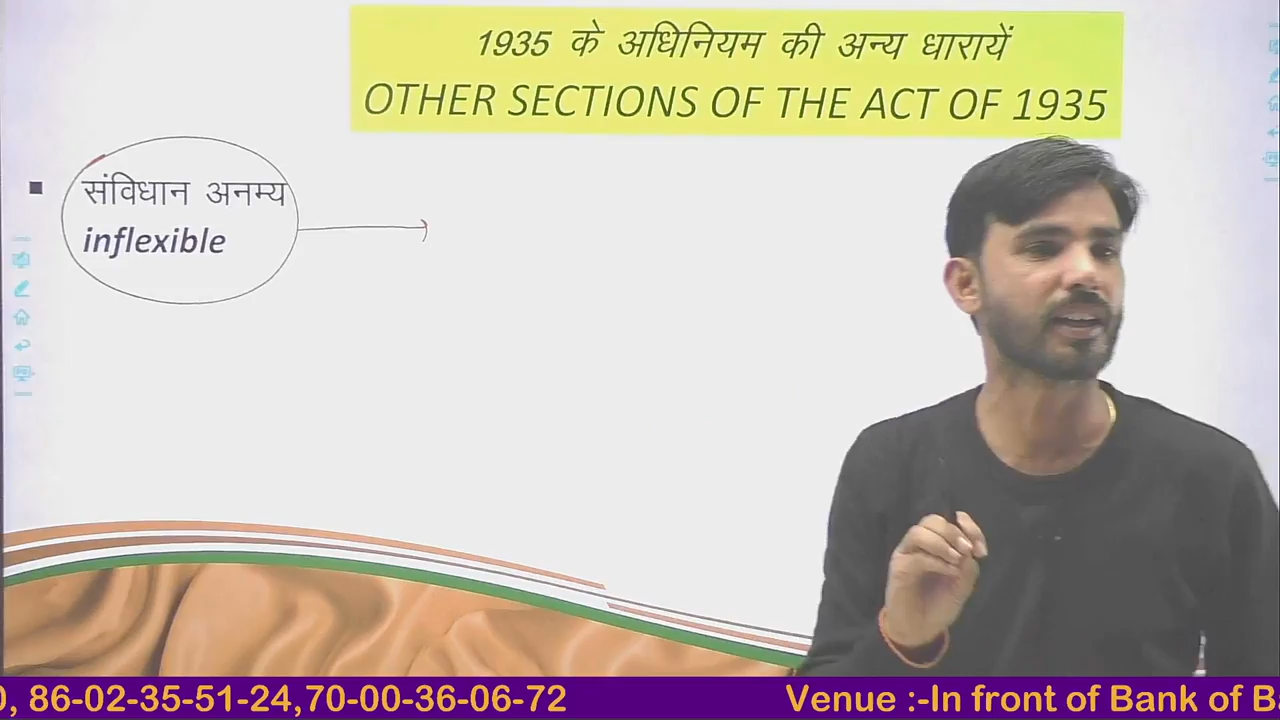 1935 के अधिनियम की अन्य धारायें
OTHER SECTIONS OF THE ACT OF 1935
संविधान अनम्य
inflexible
0, 86-02-35-51-24,70-00-36-06-72 Venue :-In front of Bank of B